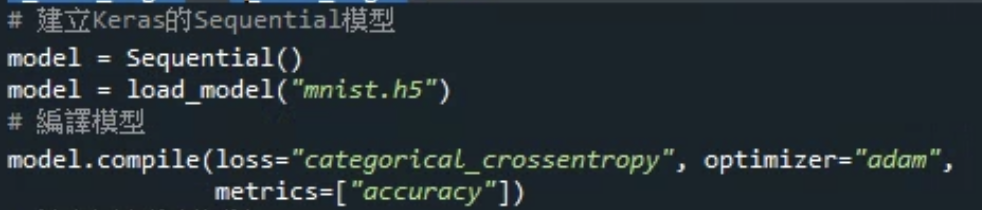 # 建立Keras的Sequential模型
model = Sequential()
model = load_model("mnist.h5")
# 編譯模型
model.compile(loss="categorical_crossentropy", optimizer="adam",
metrics=["accuracy"])